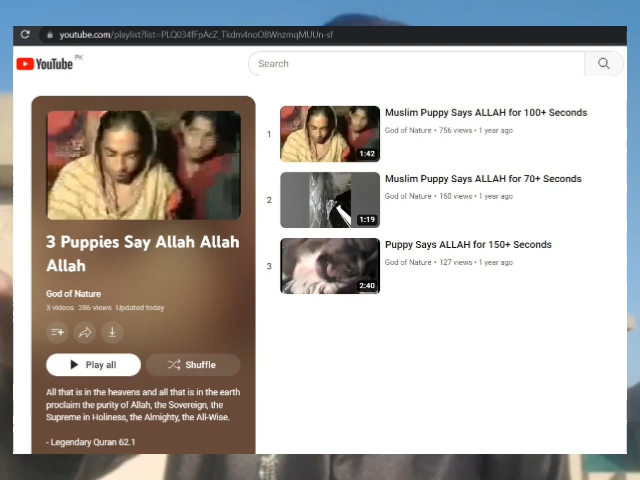 youtube.com/playlist?list=PLQ034fFpAcZ_Tkdm4noO8WnzmqMUUn-sf
YouTube PK
Search
3 Puppies Say Allah Allah
Allah
God of Nature
3 videos 286 views Updated today
Play all
Shuffle
All that is in the heavens and all that is in the earth
proclaim the purity of Allah, the Sovereign, the
Supreme in Holiness, the Almighty, the All-Wise.
- Legendary Quran 62.1
1
1:42
Muslim Puppy Says ALLAH for 100+ Seconds
God of Nature • 756 views • 1 year ago
2
1:19
Muslim Puppy Says ALLAH for 70+ Seconds
God of Nature • 160 views • 1 year ago
3
2:40
Puppy Says ALLAH for 150+ Seconds
God of Nature • 127 views • 1 year ago